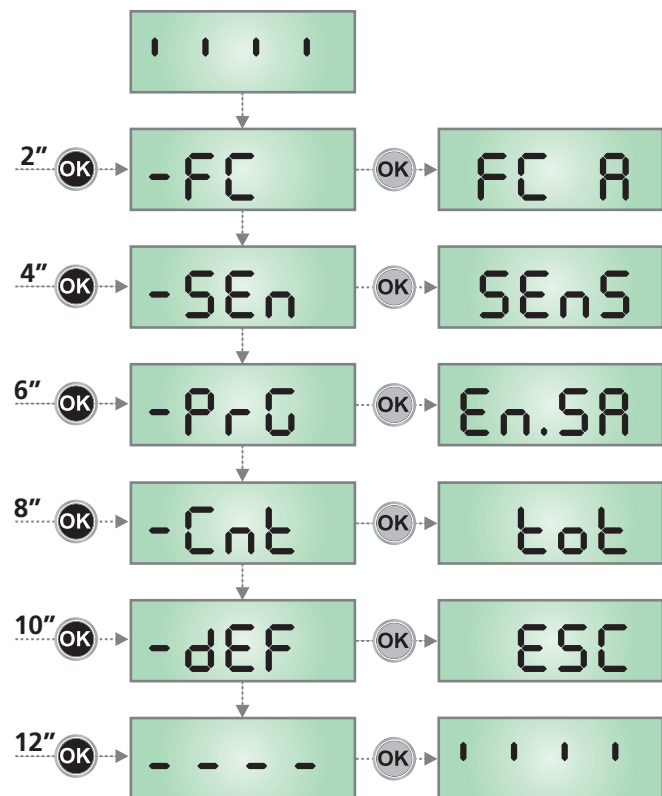 ı ı ı ı
2″ OK -FC OK FC A
4″ OK -SEn OK SEnS
6″ OK -PrG OK En.SA
8″ OK -Cnt OK tot
10″ OK -dEF OK ESC
12″ OK ---- OK ı ı ı ı